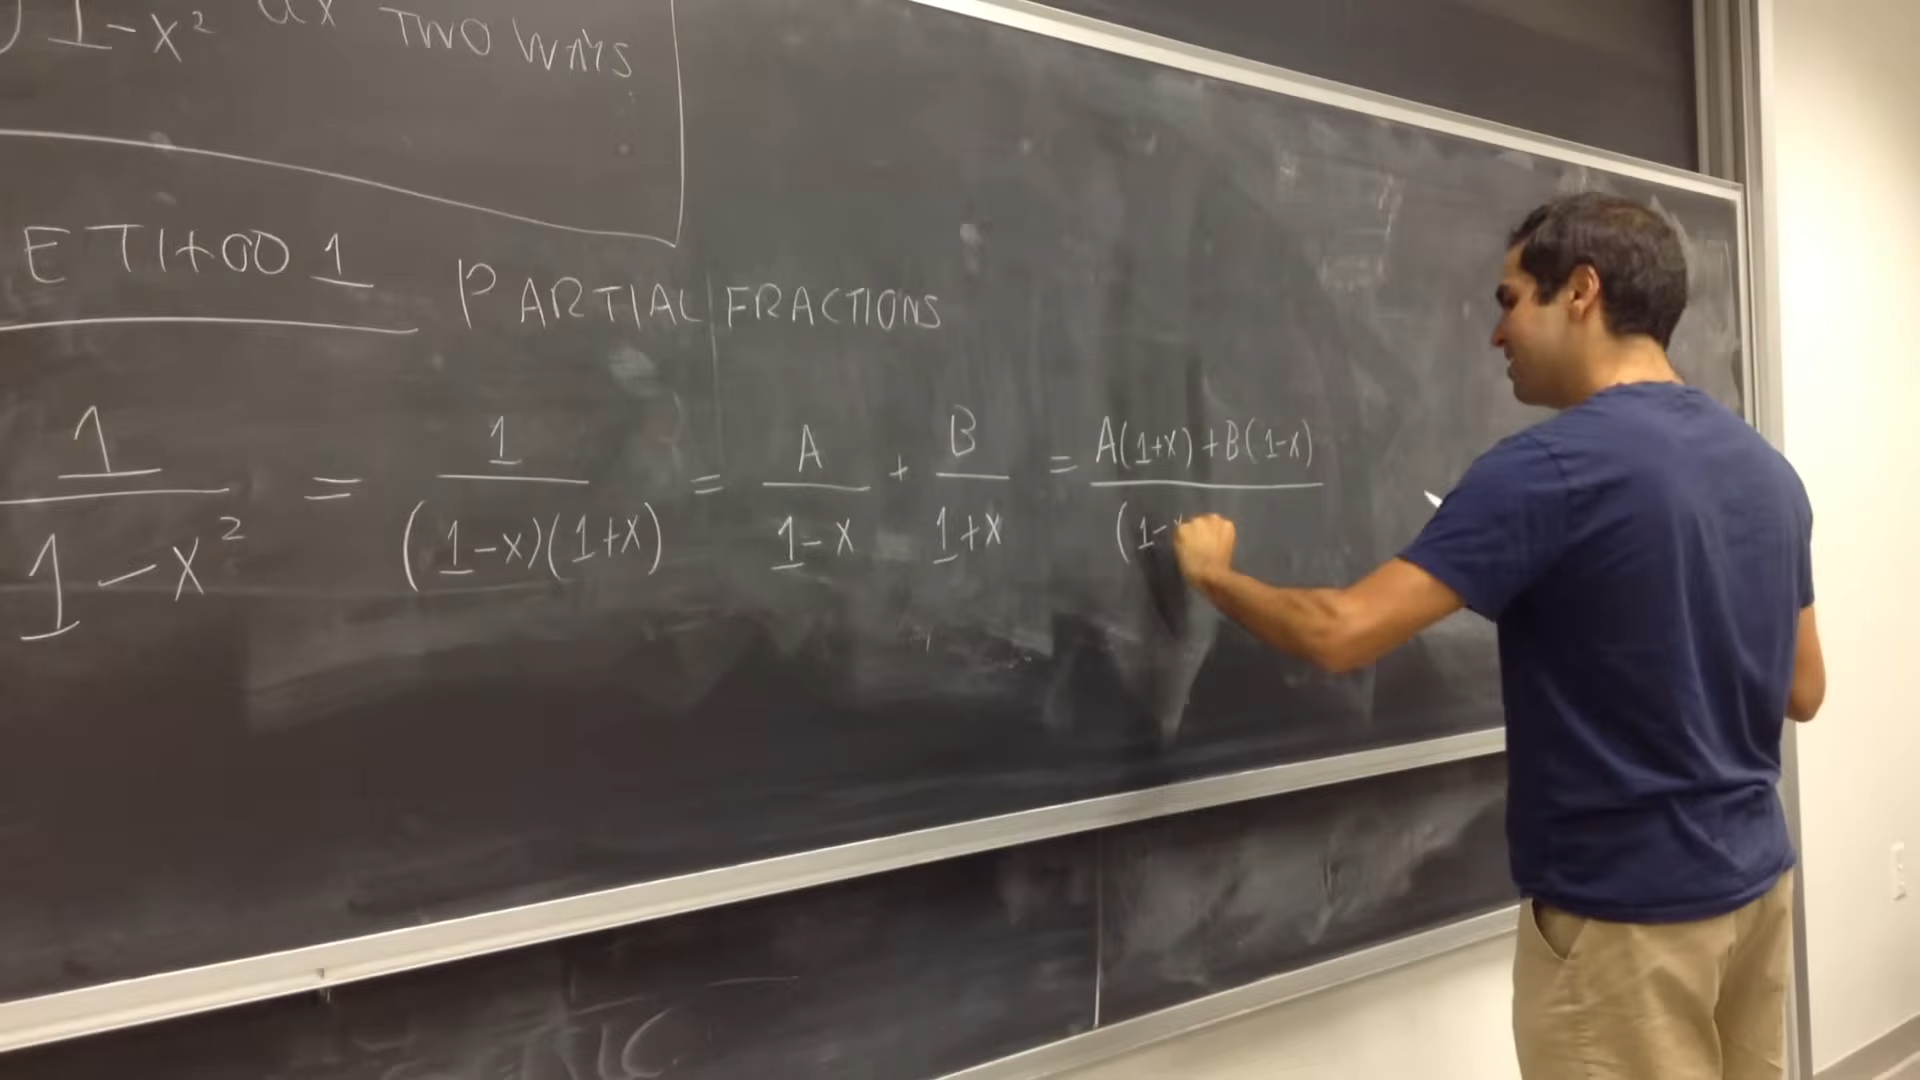 1-x² dx TWO WAYS
ETHOD 1 PARTIAL FRACTIONS
1/(1-x²) = 1/((1-x)(1+x)) = A/(1-x) + B/(1+x) = (A(1+x)+B(1-x))/(1-